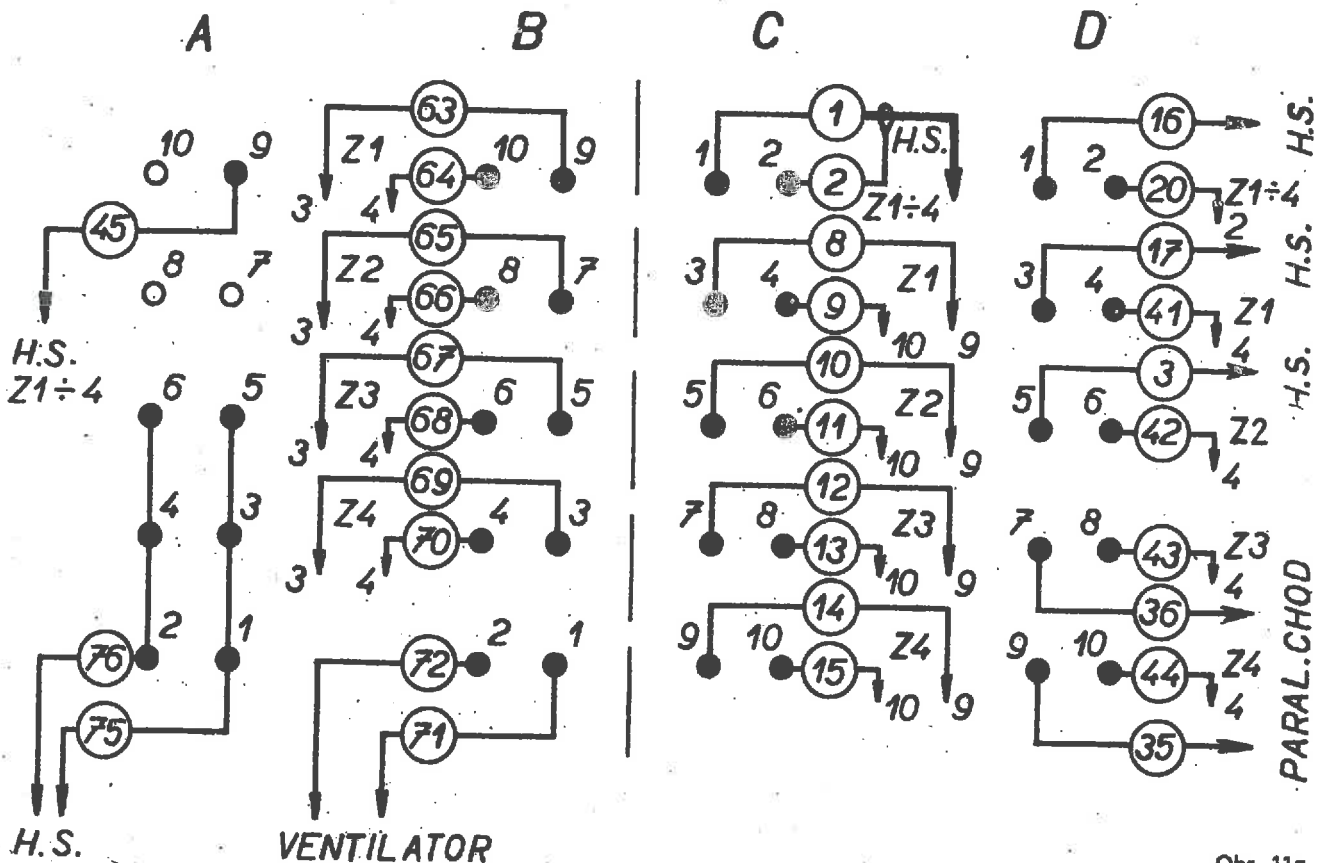 A B C D
10 9
45
8 7
H.S.
Z1÷4
6 5
4 3
76 2 1
75
H.S.
63
Z1 64 10 9
3 4
65
Z2 66 8 7
3 4
67
Z3 68 6 5
3 4
69
Z4 70 4 3
3 4
72 2 1
71
VENTILATOR
1
1 2 2 H.S.
Z1÷4
8
3 4 9 Z1
10 9
10
5 6 11 Z2
10 9
12
7 8 13 Z3
10 9
14
9 10 15 Z4
10 9
16 H.S.
1 2 20 Z1÷4
2
17 H.S.
3 4 41 Z1
4
3 H.S.
5 6 42 Z2
4
7 8 43 Z3
4
36
9 10 44 Z4
4
35
PARAL.CHOD